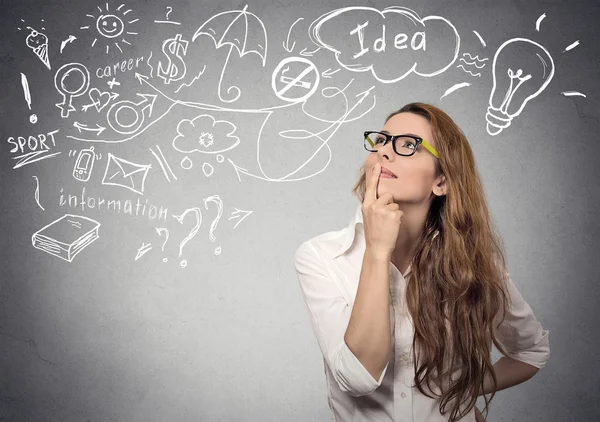 ?
$
Idea
career
SPORT
information
? ? ?